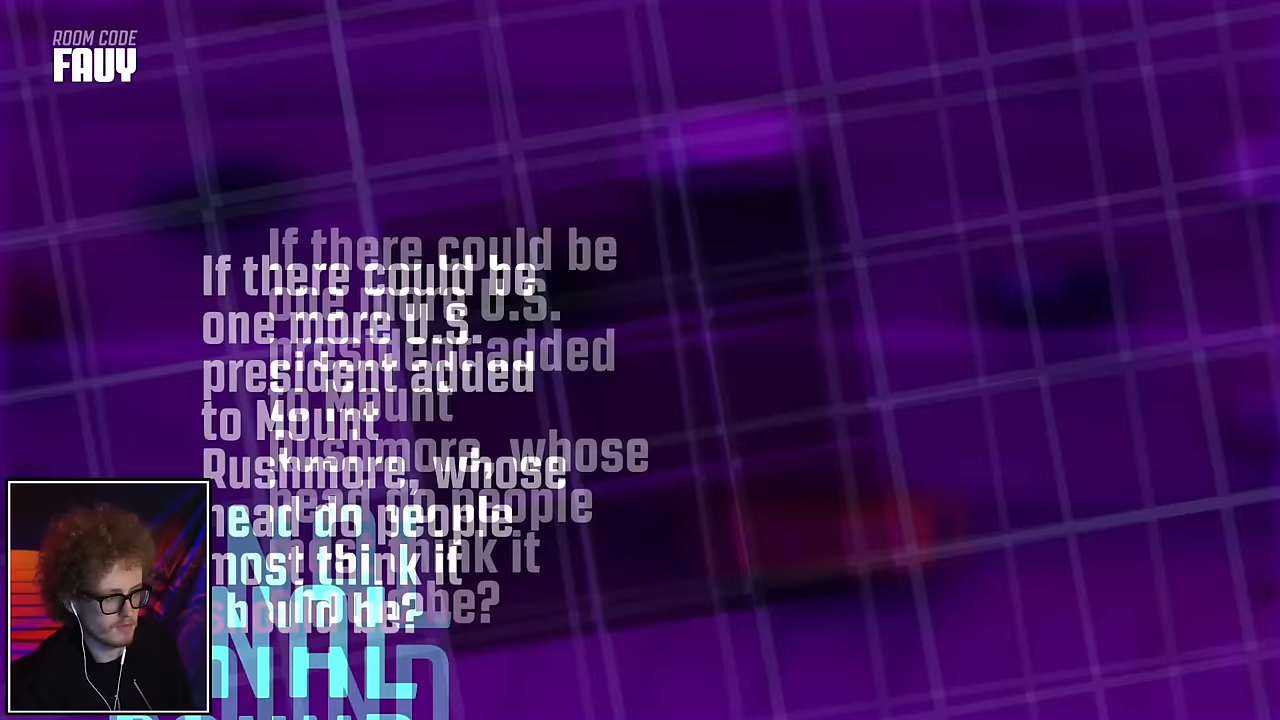 ROOM CODE
FAUY
If there could be
one more U.S.
president added
to Mount
Rushmore, whose
head do people
most think it
should be?